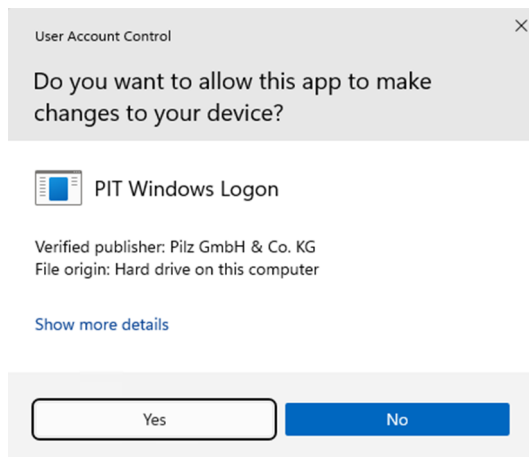 User Account Control
Do you want to allow this app to make
changes to your device?
PIT Windows Logon
Verified publisher: Pilz GmbH & Co. KG
File origin: Hard drive on this computer
Show more details
Yes
No